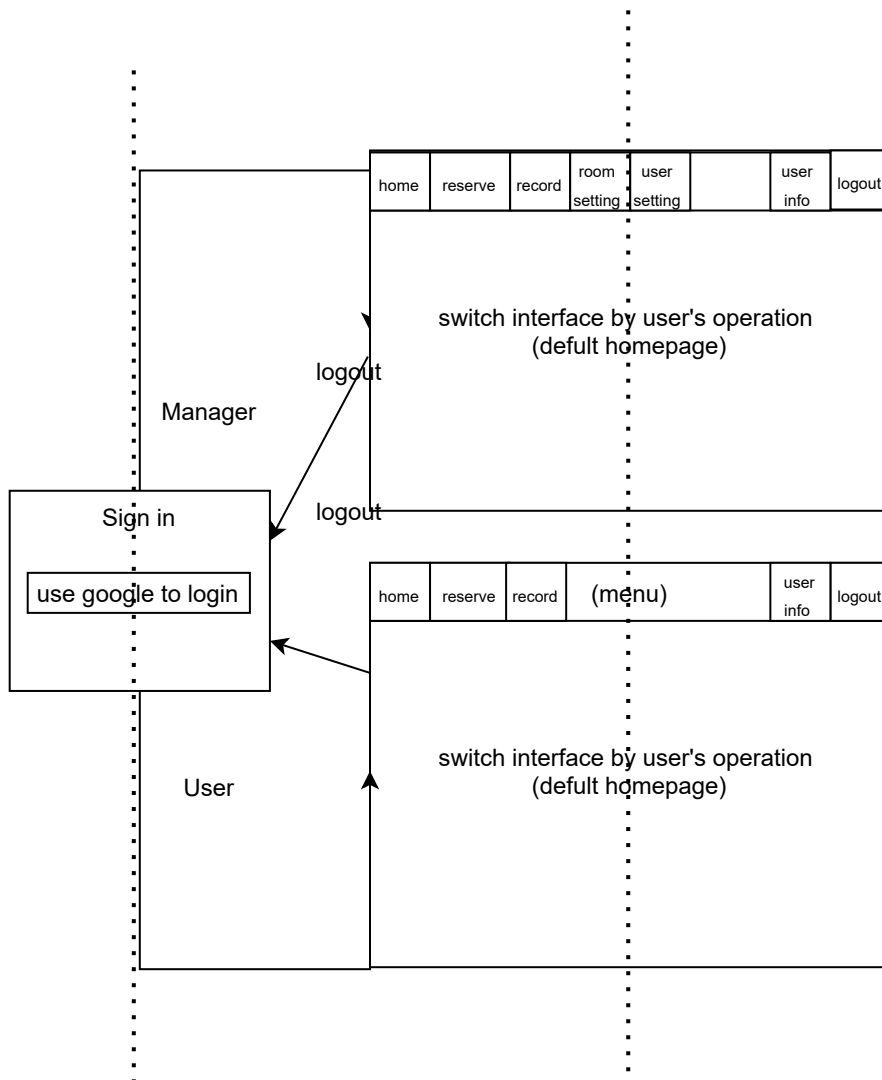 home
reserve
record
room
setting
user
setting
user
info
logout
switch interface by user's operation
(defult homepage)
logout
Manager
logout
Sign in
use google to login
home
reserve
record
(menu)
user
info
logout
switch interface by user's operation
(defult homepage)
User